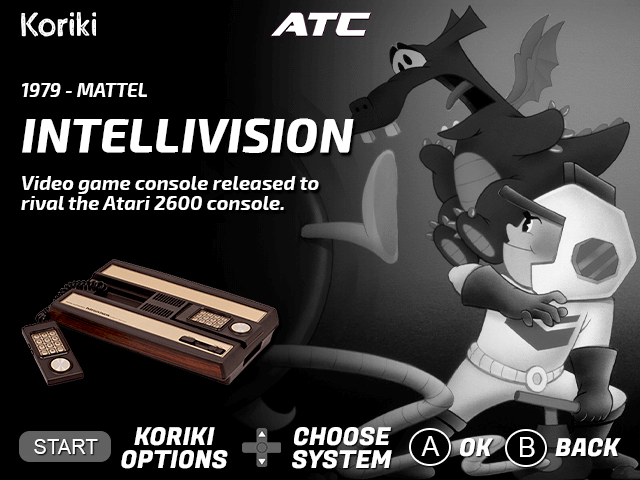 Koriki
ATC
1979 - MATTEL
INTELLIVISION
Video game console released to
rival the Atari 2600 console.
START
KORIKI
OPTIONS
CHOOSE
SYSTEM
A
OK
B
BACK